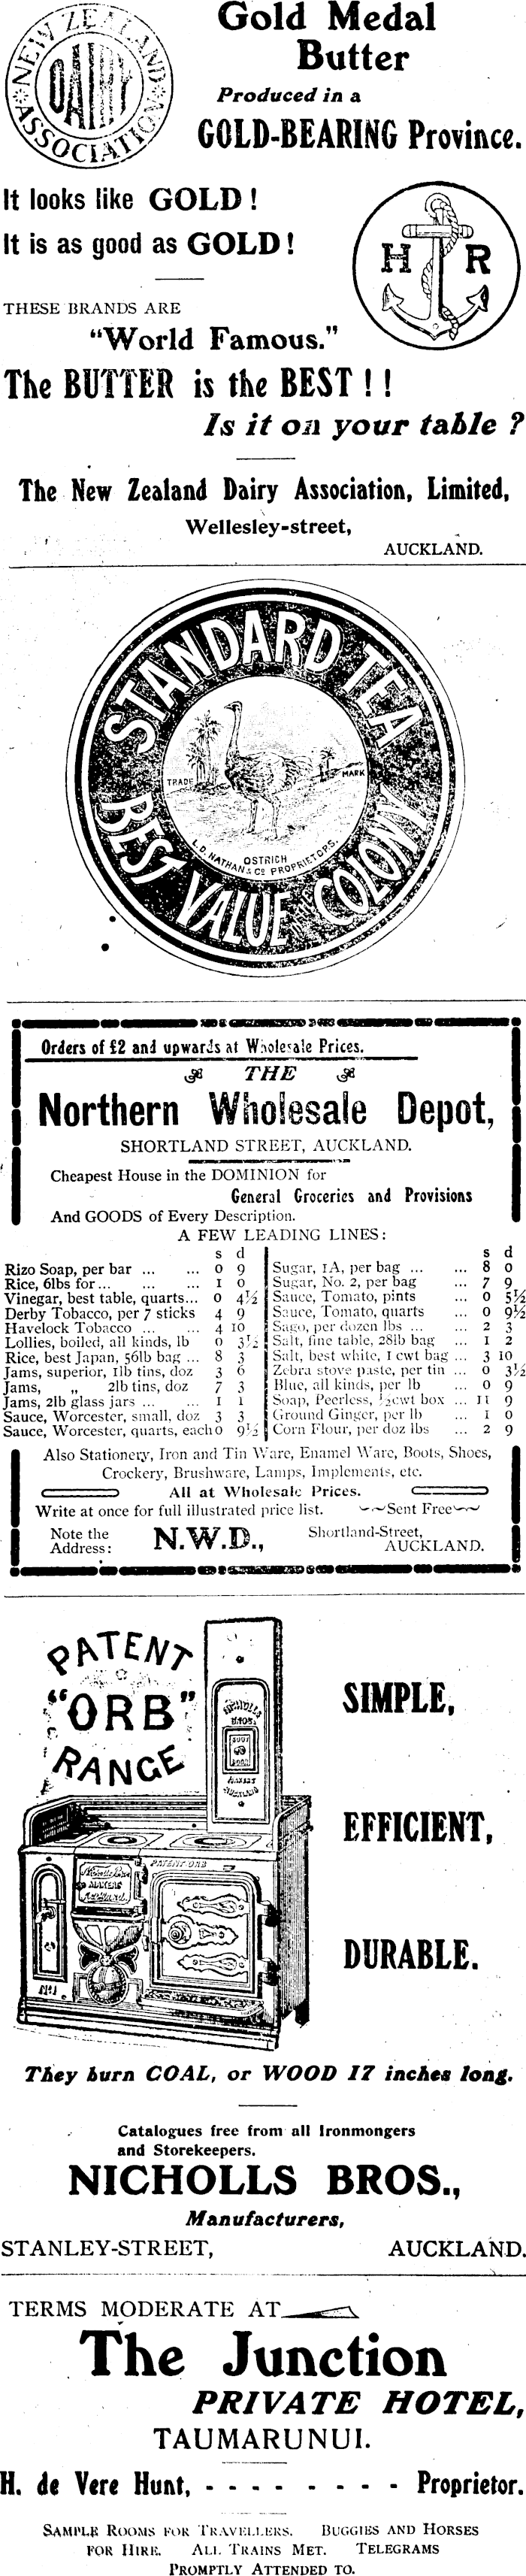 NEW ZEALAND DAIRY ASSOCIATION
Gold Medal
Butter
Produced in a
GOLD-BEARING Province.
It looks like GOLD !
It is as good as GOLD !
H R
THESE BRANDS ARE
"World Famous."
The BUTTER is the BEST ! !
Is it on your table ?
The New Zealand Dairy Association, Limited,
Wellesley-street,
AUCKLAND.
STANDARD TEA
TRADE MARK
OSTRICH
L.D. NATHAN & Co PROPRIETORS.
BEST VALUE COLONY
Orders of £2 and upwards at Wholesale Prices.
THE
Northern Wholesale Depot,
SHORTLAND STREET, AUCKLAND.
Cheapest House in the DOMINION for
General Groceries and Provisions
And GOODS of Every Description.
A FEW LEADING LINES:
s d
Rizo Soap, per bar ... ... 0 9
Rice, 6lbs for ... ... ... 1 0
Vinegar, best table, quarts... 0 4½
Derby Tobacco, per 7 sticks 4 9
Havelock Tobacco ... ... 4 10
Lollies, boiled, all kinds, lb 0 3½
Rice, best Japan, 56lb bag ... 8 3
Jams, superior, 1lb tins, doz 3 6
Jams, „ 2lb tins, doz 7 3
Jams, 2lb glass jars ... ... 1 1
Sauce, Worcester, small, doz 3 3
Sauce, Worcester, quarts, each 0 9½
s d
Sugar, 1A, per bag ... ... 8 0
Sugar, No. 2, per bag ... 7 9
Sauce, Tomato, pints ... 0 5½
Sauce, Tomato, quarts ... 0 9½
Sago, per dozen lbs ... ... 2 3
Salt, fine table, 28lb bag ... 1 2
Salt, best white, 1 cwt bag ... 3 10
Zebra stove paste, per tin ... 0 3½
Blue, all kinds, per lb ... 0 9
Soap, Peerless, ½cwt box ... 11 9
Ground Ginger, per lb ... 1 0
Corn Flour, per doz lbs ... 2 9
Also Stationery, Iron and Tin Ware, Enamel Ware, Boots, Shoes,
Crockery, Brushware, Lamps, Implements, etc.
All at Wholesale Prices.
Write at once for full illustrated price list. Sent Free
Note the
Address:
N.W.D.,
Shortland-Street,
AUCKLAND.
PATENT
"ORB"
RANGE
NICHOLLS
BROS.
SOOT
DOOR
MAKERS
AUCKLAND
PATENT ORB
MAKERS
Auckland
No 1
SIMPLE,
EFFICIENT,
DURABLE.
They burn COAL, or WOOD 17 inches long.
Catalogues free from all Ironmongers
and Storekeepers.
NICHOLLS BROS.,
Manufacturers,
STANLEY-STREET, AUCKLAND.
TERMS MODERATE AT
The Junction
PRIVATE HOTEL,
TAUMARUNUI.
H. de Vere Hunt, - - - - - - - - Proprietor.
SAMPLE ROOMS FOR TRAVELLERS. BUGGIES AND HORSES
FOR HIRE. ALL TRAINS MET. TELEGRAMS
PROMPTLY ATTENDED TO.